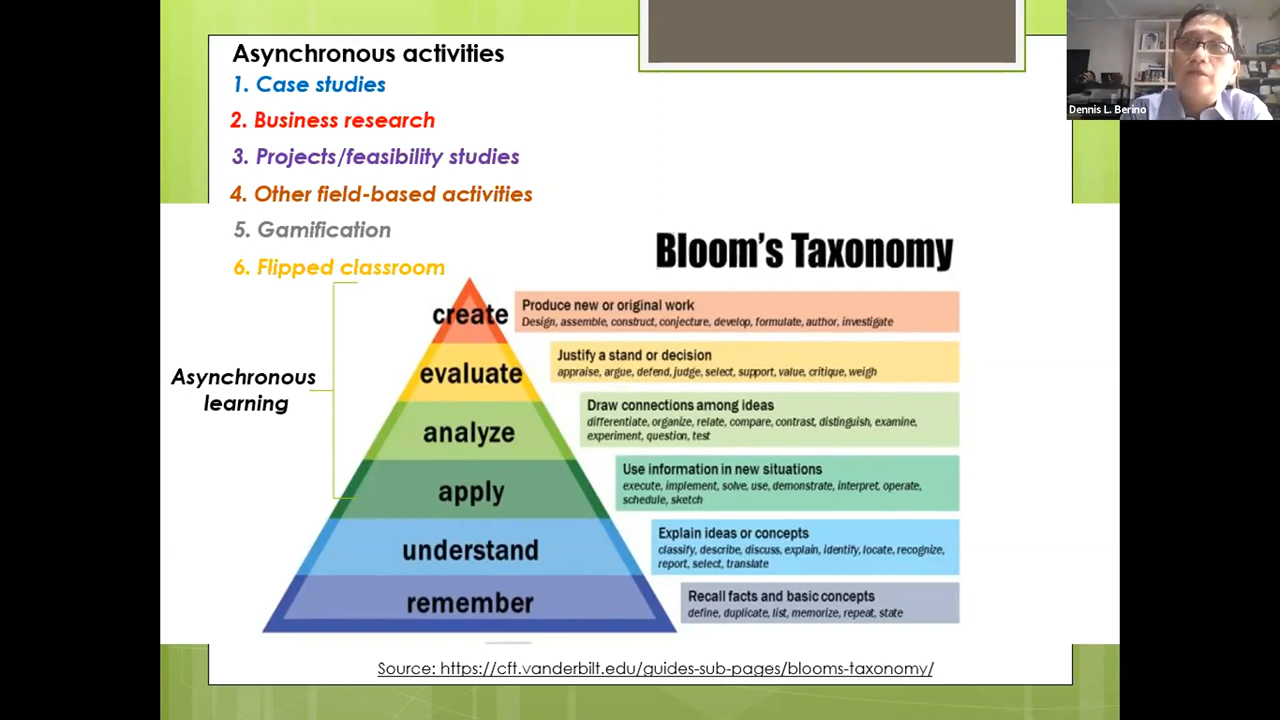 Asynchronous activities
1. Case studies
2. Business research
3. Projects/feasibility studies
4. Other field-based activities
5. Gamification
6. Flipped classroom
Dennis L. Berino
Bloom's Taxonomy
create
Produce new or original work
Design, assemble, construct, conjecture, develop, formulate, author, investigate
evaluate
Justify a stand or decision
appraise, argue, defend, judge, select, support, value, critique, weigh
Asynchronous
learning
analyze
Draw connections among ideas
differentiate, organize, relate, compare, contrast, distinguish, examine,
experiment, question, test
apply
Use information in new situations
execute, implement, solve, use, demonstrate, interpret, operate,
schedule, sketch
understand
Explain ideas or concepts
classify, describe, discuss, explain, identify, locate, recognize,
report, select, translate
remember
Recall facts and basic concepts
define, duplicate, list, memorize, repeat, state
Source: https://cft.vanderbilt.edu/guides-sub-pages/blooms-taxonomy/